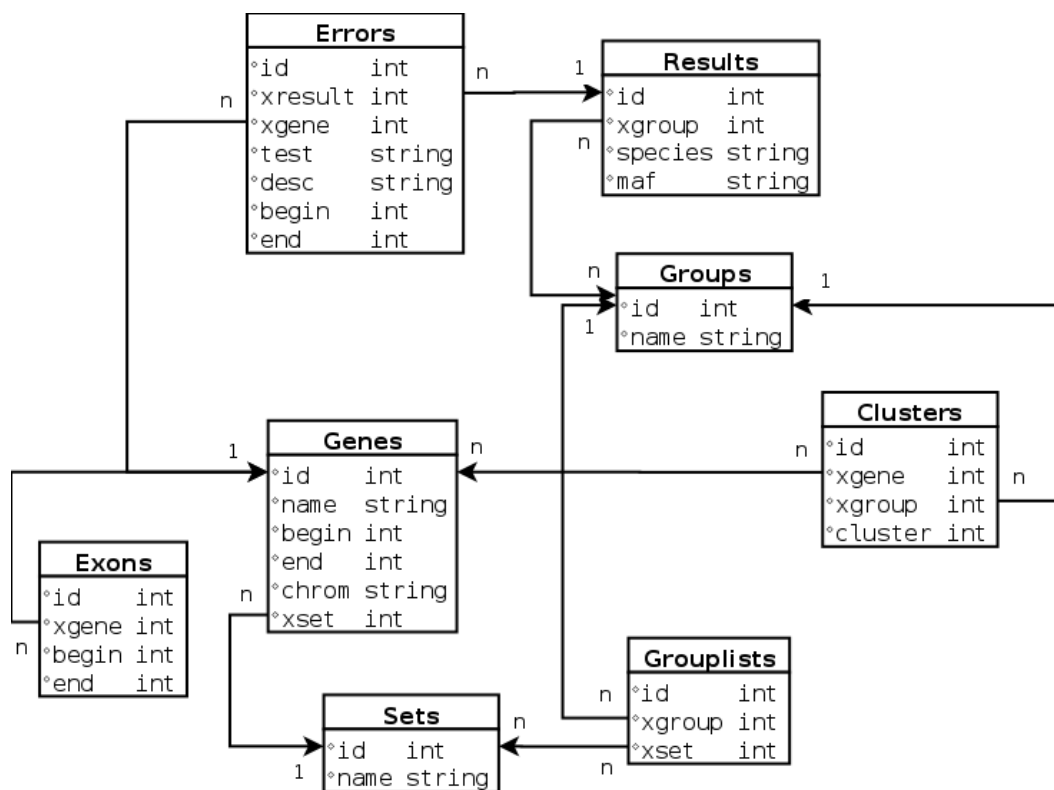 Errors
id int
xresult int
xgene int
test string
desc string
begin int
end int
n
n
1
Results
id int
xgroup int
species string
maf string
n
n
Groups
id int
name string
1
1
Genes
id int
name string
begin int
end int
chrom string
xset int
1
n
n
n
Clusters
id int
xgene int
xgroup int
cluster int
n
Exons
id int
xgene int
begin int
end int
n
Sets
id int
name string
1
n
Grouplists
id int
xgroup int
xset int
n
n